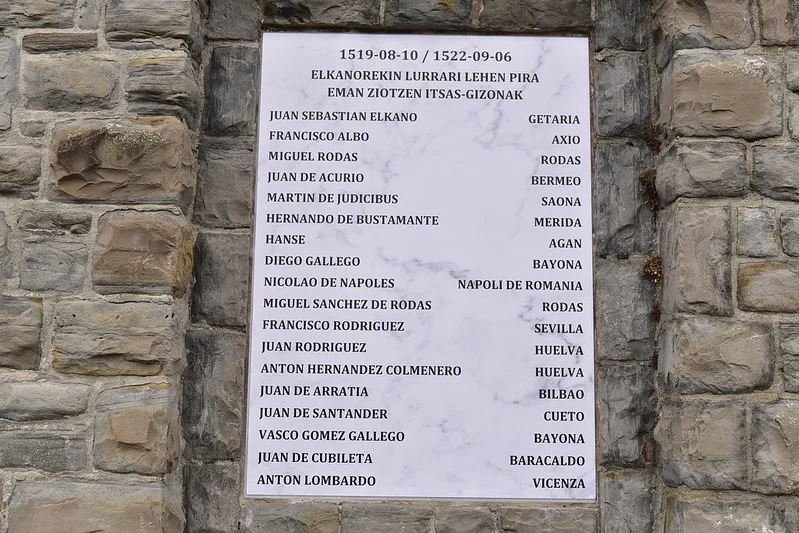 1519-08-10 / 1522-09-06
ELKANOREKIN LURRARI LEHEN PIRA
EMAN ZIOTZEN ITSAS-GIZONAK
JUAN SEBASTIAN ELKANO GETARIA
FRANCISCO ALBO AXIO
MIGUEL RODAS RODAS
JUAN DE ACURIO BERMEO
MARTIN DE JUDICIBUS SAONA
HERNANDO DE BUSTAMANTE MERIDA
HANSE AGAN
DIEGO GALLEGO BAYONA
NICOLAO DE NAPOLES NAPOLI DE ROMANIA
MIGUEL SANCHEZ DE RODAS RODAS
FRANCISCO RODRIGUEZ SEVILLA
JUAN RODRIGUEZ HUELVA
ANTON HERNANDEZ COLMENERO HUELVA
JUAN DE ARRATIA BILBAO
JUAN DE SANTANDER CUETO
VASCO GOMEZ GALLEGO BAYONA
JUAN DE CUBILETA BARACALDO
ANTON LOMBARDO VICENZA